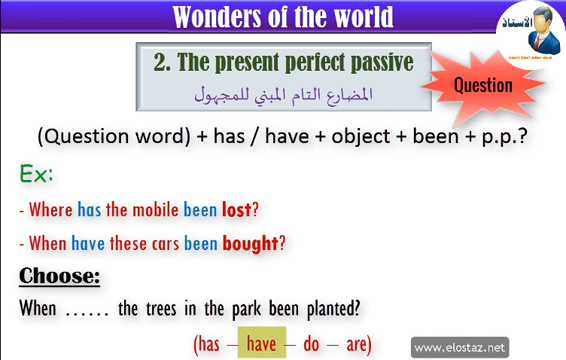 Wonders of the world
الأستاذ
2. The present perfect passive
المضارع التام المبني للمجهول
Question
(Question word) + has / have + object + been + p.p.?
Ex:
- Where has the mobile been lost?
- When have these cars been bought?
Choose:
When ...... the trees in the park been planted?
(has – have – do – are)
www.elostaz.net